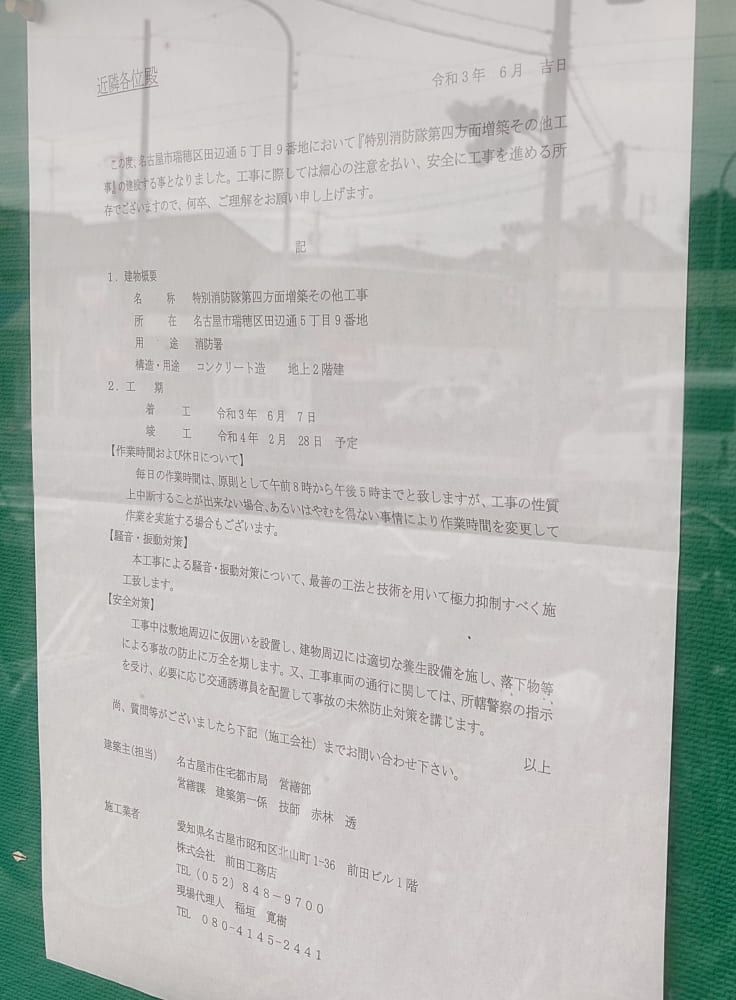 近隣各位殿
令和3年 6月 吉日
この度、名古屋市瑞穂区田辺通5丁目9番地において『特別消防隊第四方面増築その他工
事』の建設する事となりました。工事に際しては細心の注意を払い、安全に工事を進める所
存でございますので、何卒、ご理解をお願い申し上げます。
記
1．建物概要
名 称 特別消防隊第四方面増築その他工事
所 在 名古屋市瑞穂区田辺通5丁目9番地
用 途 消防署
構造・用途 コンクリート造 地上2階建
2．工 期
着 工 令和3年 6月 7日
竣 工 令和4年 2月 28日 予定
【作業時間および休日について】
毎日の作業時間は、原則として午前8時から午後5時までと致しますが、工事の性質
上中断することが出来ない場合、あるいはやむを得ない事情により作業時間を変更して
作業を実施する場合もございます。
【騒音・振動対策】
本工事による騒音・振動対策について、最善の工法と技術を用いて極力抑制すべく施
工致します。
【安全対策】
工事中は敷地周辺に仮囲いを設置し、建物周辺には適切な養生設備を施し、落下物等
による事故の防止に万全を期します。又、工事車両の通行に関しては、所轄警察の指示
を受け、必要に応じ交通誘導員を配置して事故の未然防止対策を講じます。
尚、質問等がございましたら下記（施工会社）までお問い合わせ下さい。
以上
建築主(担当) 名古屋市住宅都市局 営繕部
営繕課 建築第一係 技師 赤林 透
施工業者 愛知県名古屋市昭和区北山町1-36 前田ビル1階
株式会社 前田工務店
TEL（052）848－9700
現場代理人 稲垣 寛樹
TEL 080-4145-2441